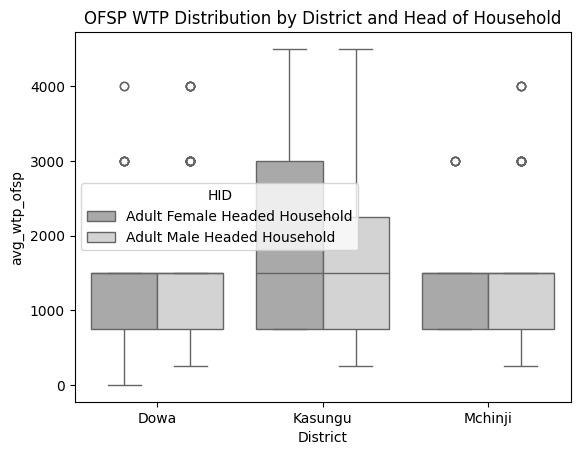 OFSP WTP Distribution by District and Head of Household
avg_wtp_ofsp
4000
3000
2000
1000
0
HID
Adult Female Headed Household
Adult Male Headed Household
Dowa
Kasungu
Mchinji
District